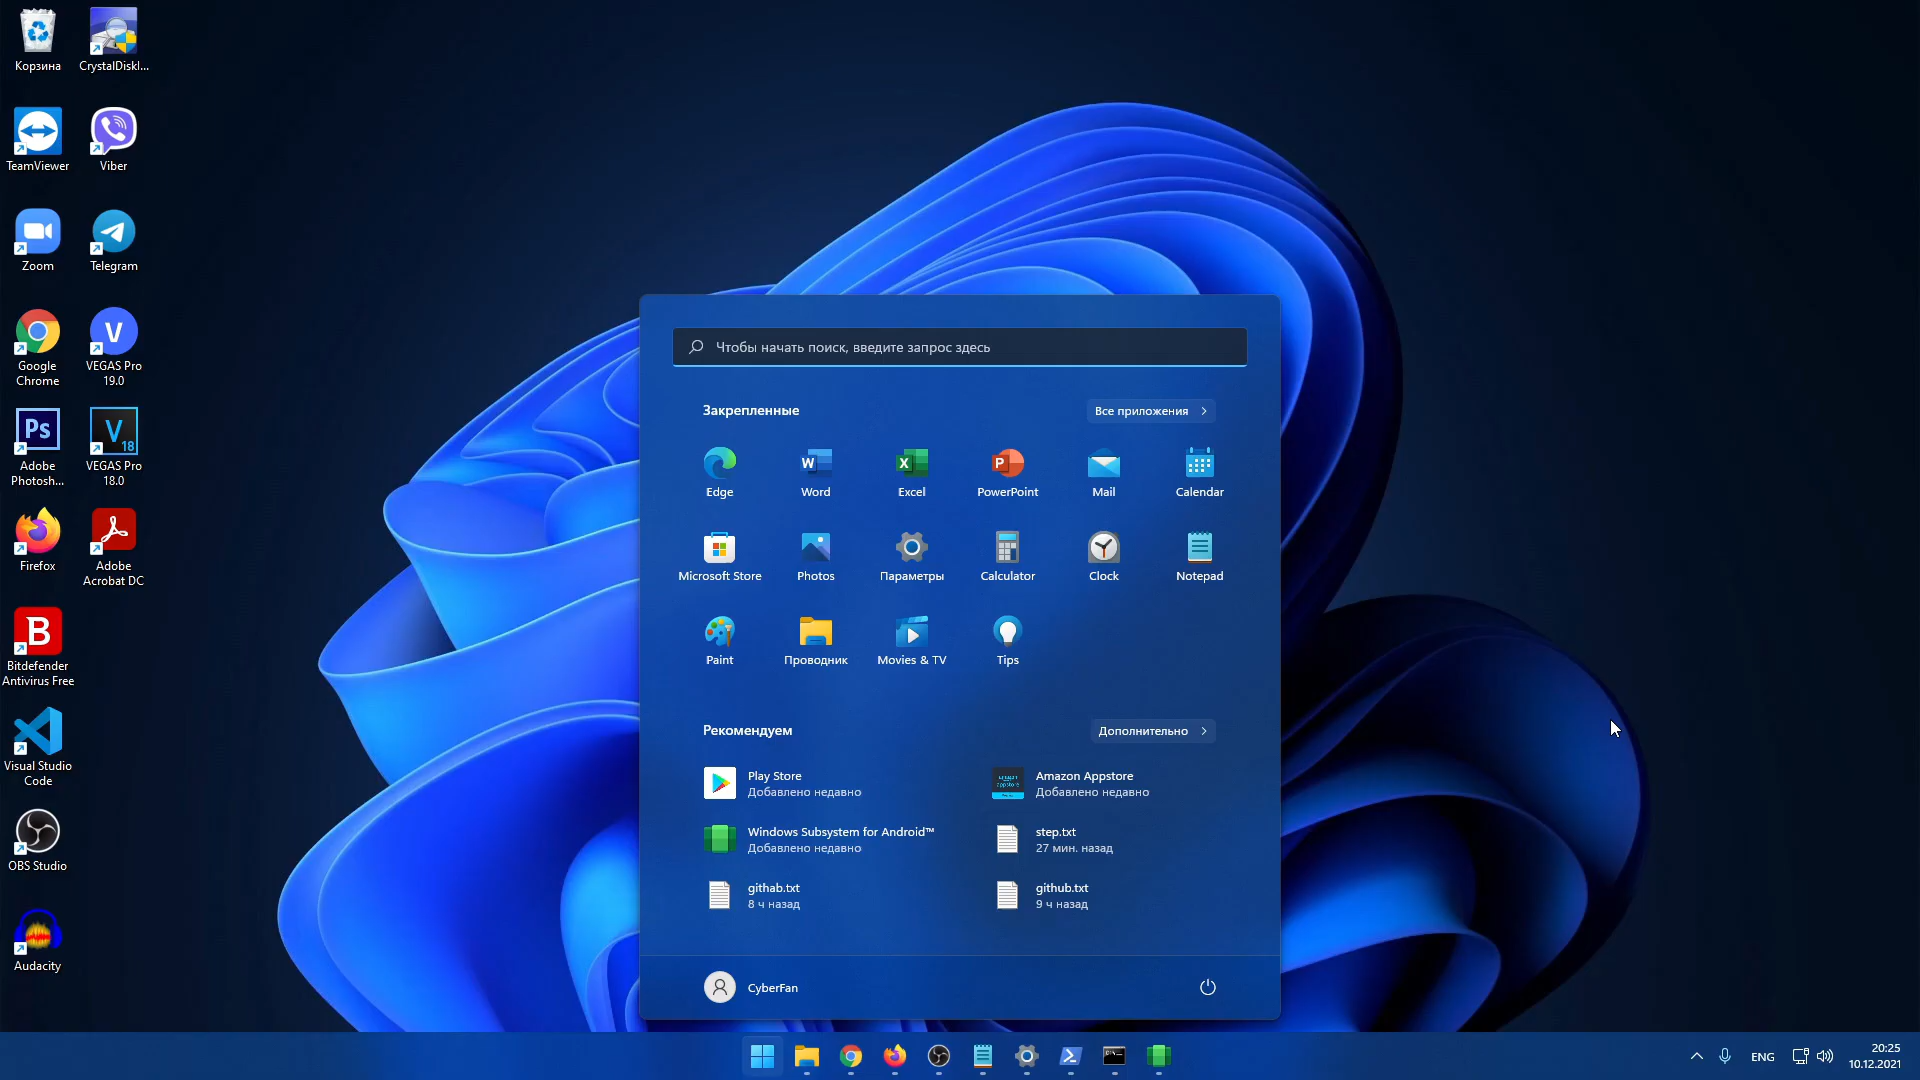 Корзина
CrystalDiskI...
TeamViewer
Viber
Zoom
Telegram
Google
Chrome
VEGAS Pro
19.0
Ps
Adobe
Photosh...
V
18
VEGAS Pro
18.0
Firefox
Adobe
Acrobat DC
B
Bitdefender
Antivirus Free
Visual Studio
Code
OBS Studio
Audacity
Чтобы начать поиск, введите запрос здесь
Закрепленные
Все приложения
Edge
Word
Excel
PowerPoint
Mail
Calendar
Microsoft Store
Photos
Параметры
Calculator
Clock
Notepad
Paint
Проводник
Movies & TV
Tips
Рекомендуем
Дополнительно
Play Store
Добавлено недавно
Amazon Appstore
Добавлено недавно
Windows Subsystem for Android™
Добавлено недавно
step.txt
27 мин. назад
githab.txt
8 ч назад
github.txt
9 ч назад
CyberFan
ENG
20:25
10.12.2021